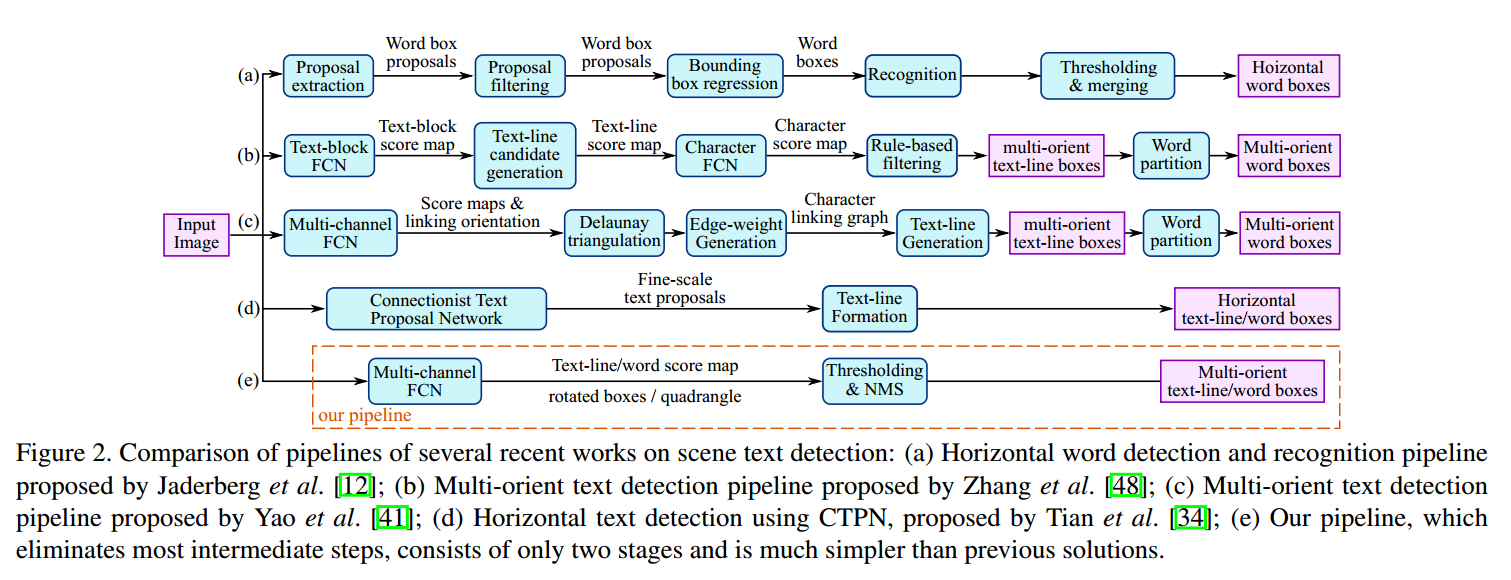 (a)
Proposal
extraction
Word box
proposals
Proposal
filtering
Word box
proposals
Bounding
box regression
Word
boxes
Recognition
Thresholding
& merging
Hoizontal
word boxes
(b)
Text-block
FCN
Text-block
score map
Text-line
candidate
generation
Text-line
score map
Character
FCN
Character
score map
Rule-based
filtering
multi-orient
text-line boxes
Word
partition
Multi-orient
word boxes
Input
Image
(c)
Multi-channel
FCN
Score maps &
linking orientation
Delaunay
triangulation
Edge-weight
Generation
Character
linking graph
Text-line
Generation
multi-orient
text-line boxes
Word
partition
Multi-orient
word boxes
(d)
Connectionist Text
Proposal Network
Fine-scale
text proposals
Text-line
Formation
Horizontal
text-line/word boxes
(e)
Multi-channel
FCN
Text-line/word score map
rotated boxes / quadrangle
Thresholding
& NMS
Multi-orient
text-line/word boxes
our pipeline
Figure 2. Comparison of pipelines of several recent works on scene text detection: (a) Horizontal word detection and recognition pipeline
proposed by Jaderberg et al. [12]; (b) Multi-orient text detection pipeline proposed by Zhang et al. [48]; (c) Multi-orient text detection
pipeline proposed by Yao et al. [41]; (d) Horizontal text detection using CTPN, proposed by Tian et al. [34]; (e) Our pipeline, which
eliminates most intermediate steps, consists of only two stages and is much simpler than previous solutions.